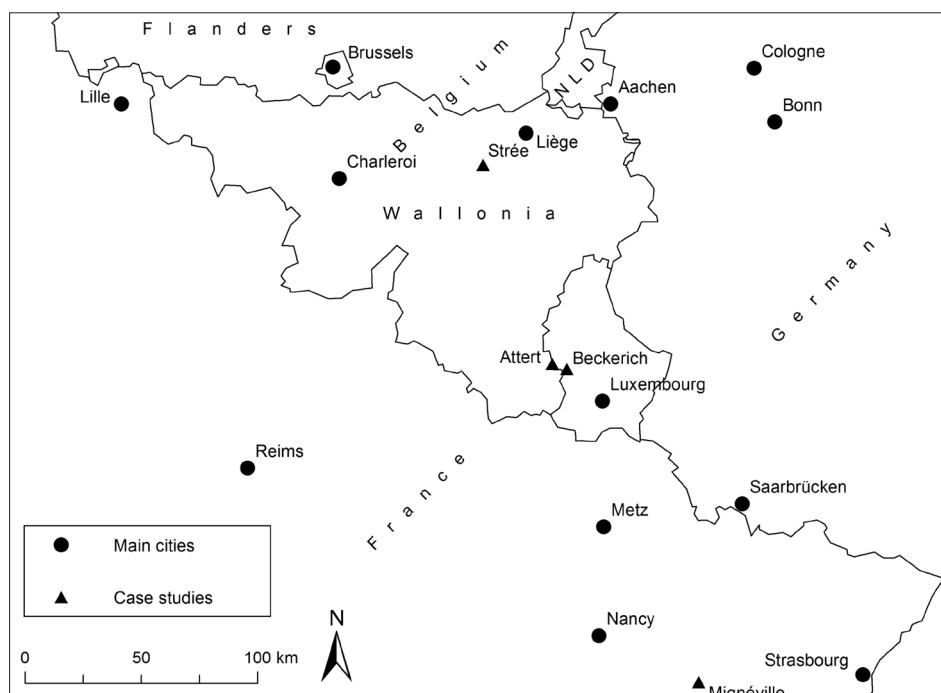 Flanders
Brussels
Belgium
NLD
Cologne
Lille
Aachen
Bonn
Liège
Strée
Charleroi
Wallonia
Germany
Attert
Beckerich
Luxembourg
Reims
France
Saarbrücken
Metz
Main cities
Case studies
N
Nancy
0 50 100 km
Strasbourg
Mignéville